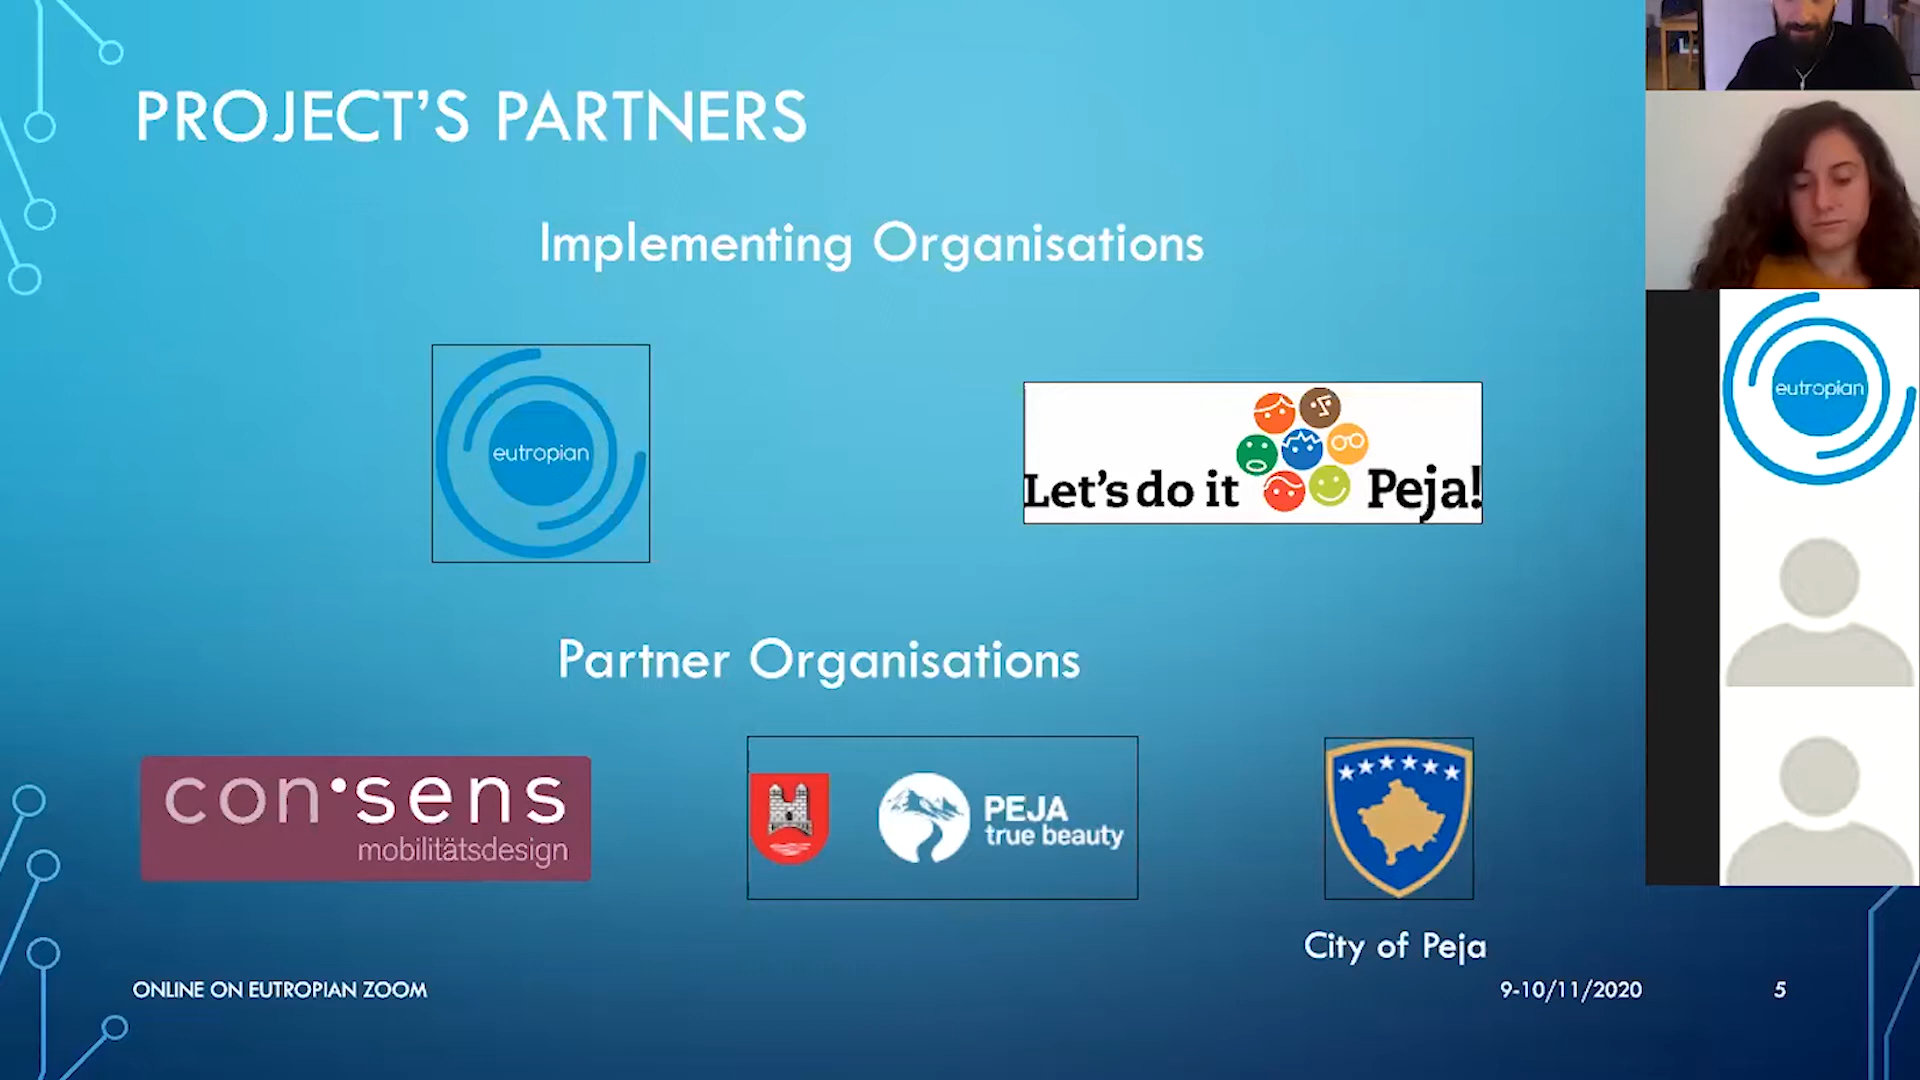 PROJECT'S PARTNERS
Implementing Organisations
eutropian
Let's do it Peja!
Partner Organisations
con·sens
mobilitätsdesign
PEJA
true beauty
City of Peja
ONLINE ON EUTROPIAN ZOOM
9-10/11/2020
5
eutropian